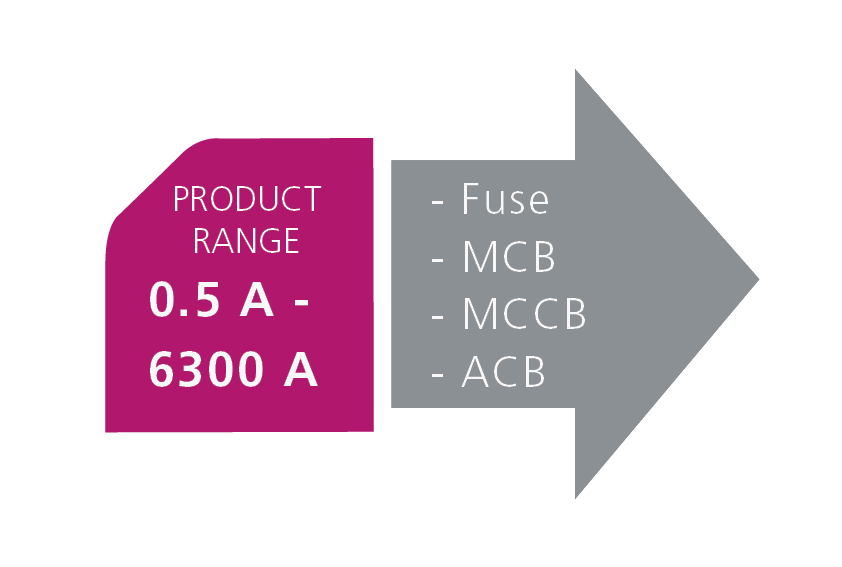 PRODUCT
RANGE
0.5 A -
6300 A
- Fuse
- MCB
- MCCB
- ACB